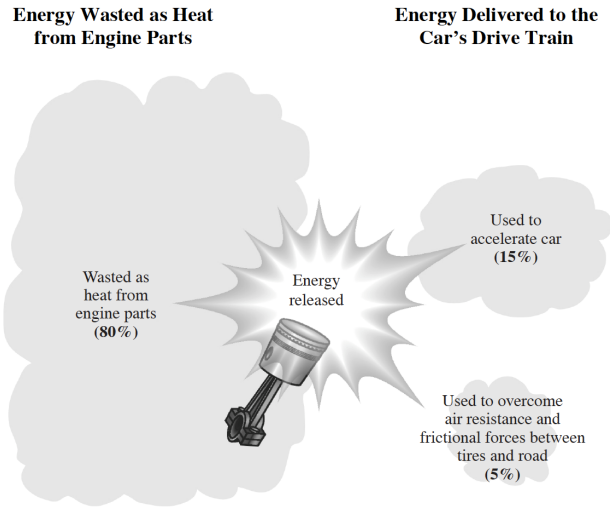 Energy Wasted as Heat
from Engine Parts
Energy Delivered to the
Car's Drive Train
Wasted as
heat from
engine parts
(80%)
Energy
released
Used to
accelerate car
(15%)
Used to overcome
air resistance and
frictional forces between
tires and road
(5%)